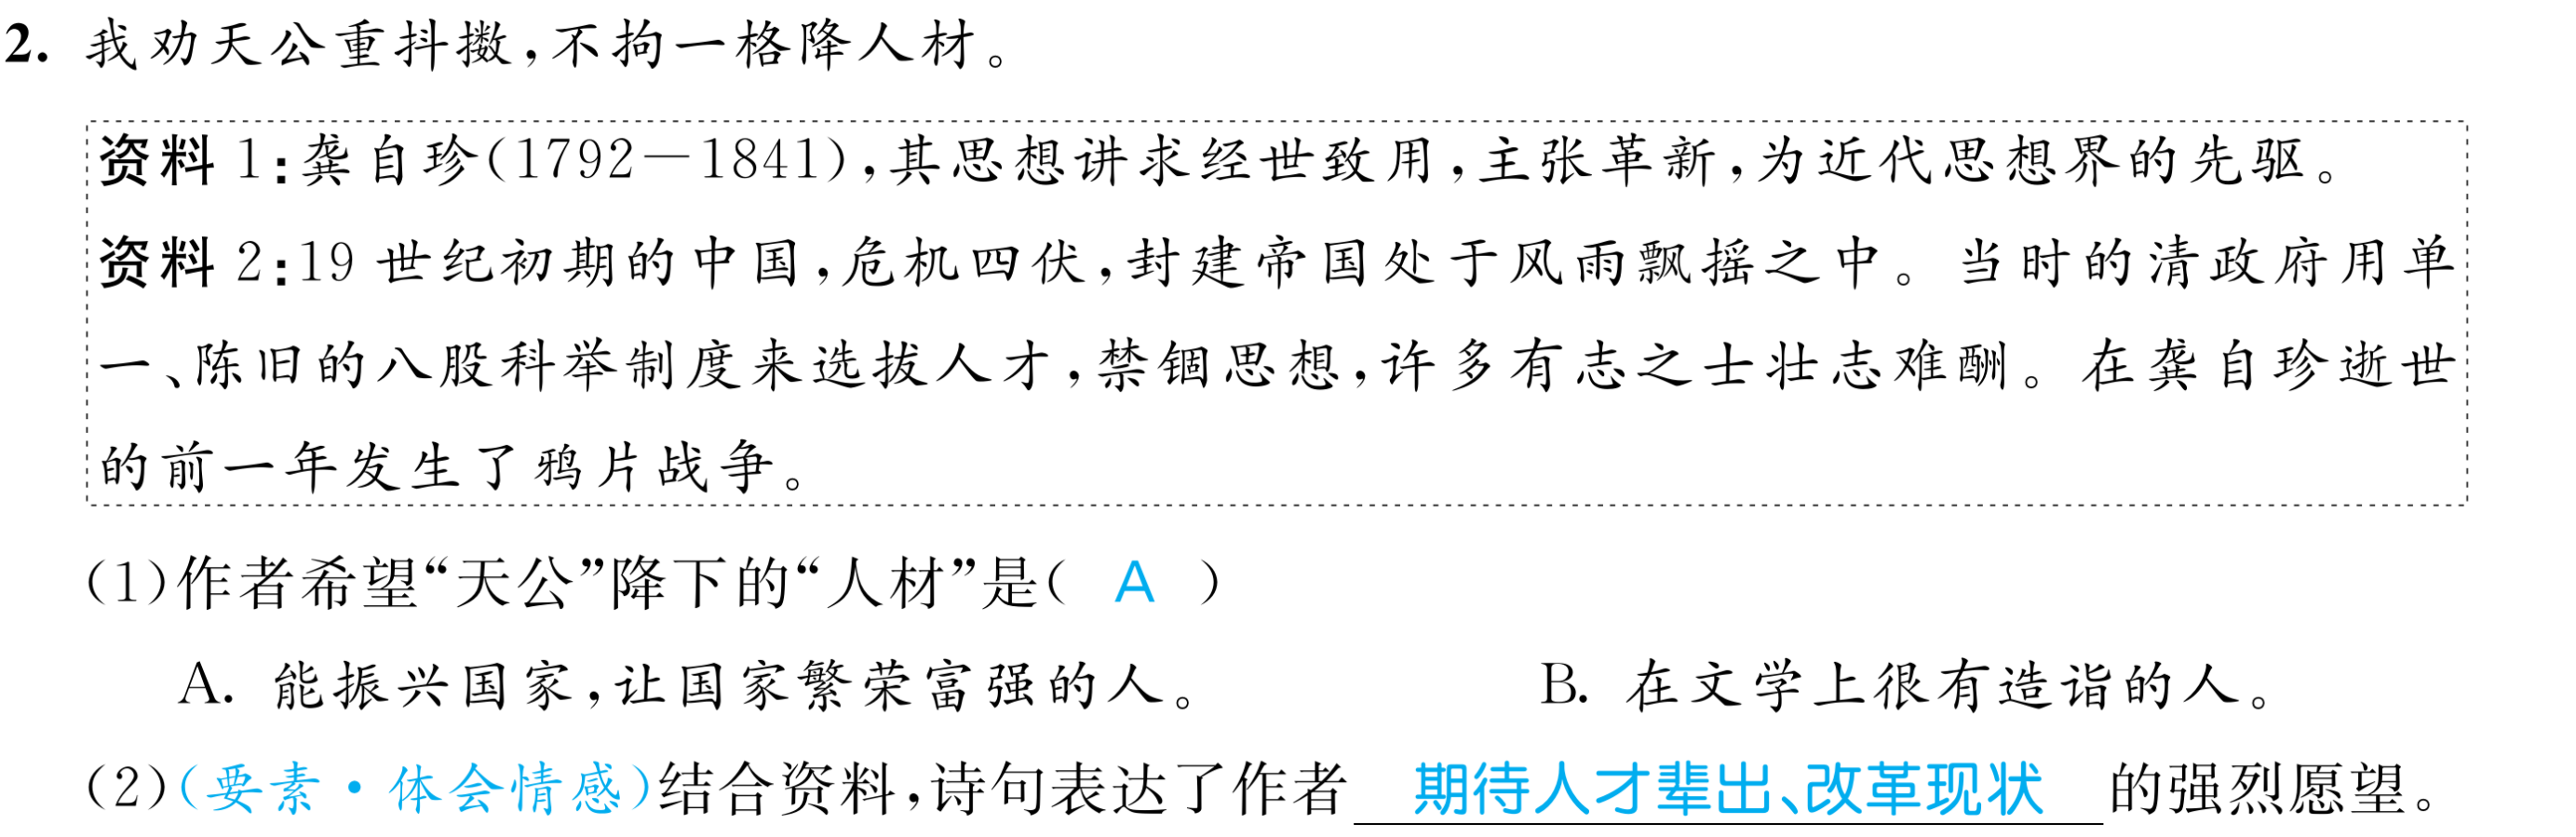 2. 我劝天公重抖擞,不拘一格降人材。
资料 1:龚自珍(1792—1841),其思想讲求经世致用,主张革新,为近代思想界的先驱。
资料 2:19 世纪初期的中国,危机四伏,封建帝国处于风雨飘摇之中。当时的清政府用单
一、陈旧的八股科举制度来选拔人才,禁锢思想,许多有志之士壮志难酬。在龚自珍逝世
的前一年发生了鸦片战争。
(1)作者希望“天公”降下的“人材”是( A )
A. 能振兴国家,让国家繁荣富强的人。 B. 在文学上很有造诣的人。
(2)(要素·体会情感)结合资料,诗句表达了作者 期待人才辈出、改革现状 的强烈愿望。